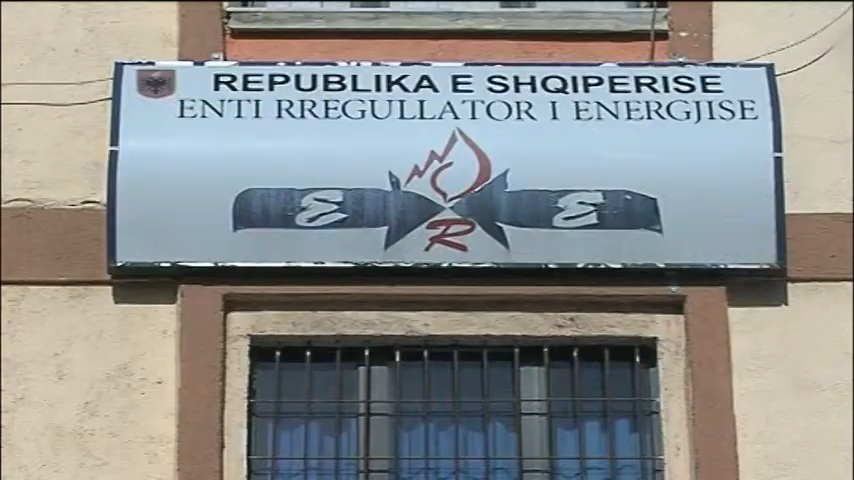 REPUBLIKA E SHQIPERISE
ENTI RREGULLATOR I ENERGJISE
E R E